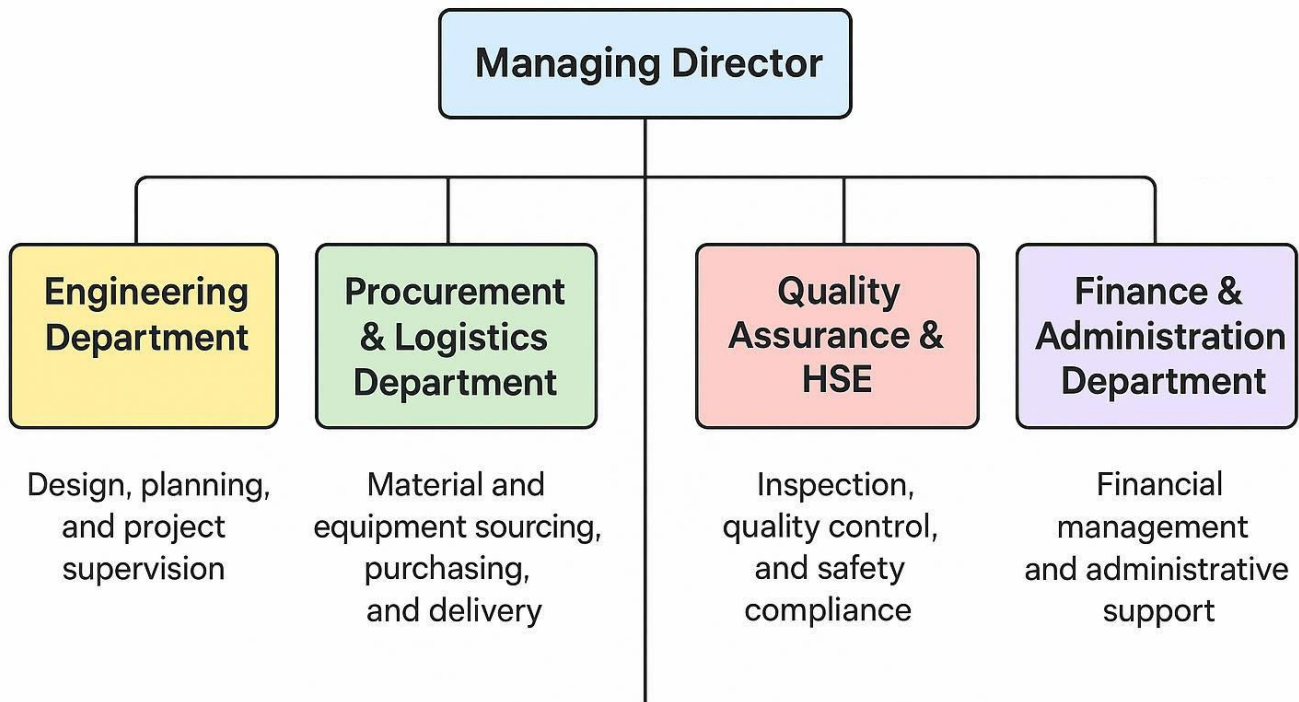 Managing Director
Engineering
Department
Procurement
& Logistics
Department
Quality
Assurance &
HSE
Finance &
Administration
Department
Design, planning,
and project
supervision
Material and
equipment sourcing,
purchasing,
and delivery
Inspection,
quality control,
and safety
compliance
Financial
management
and administrative
support